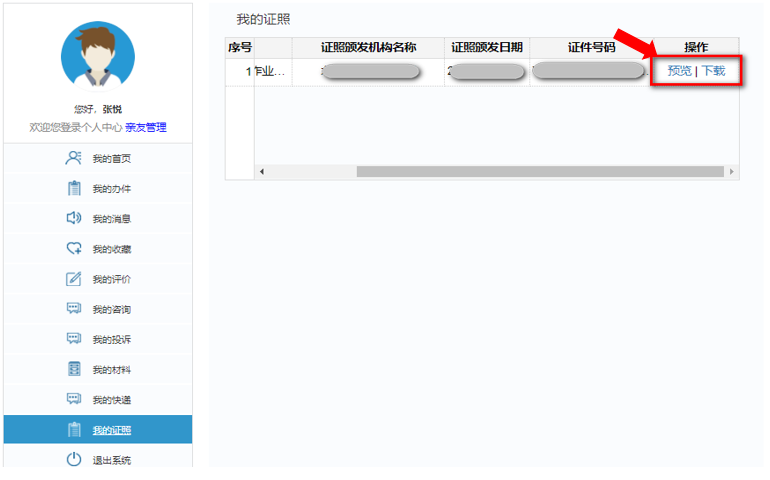 您好，张悦
欢迎您登录个人中心 亲友管理
我的首页
我的办件
我的消息
我的收藏
我的评价
我的咨询
我的投诉
我的材料
我的快递
我的证照
退出系统
我的证照
序号 证照颁发机构名称 证照颁发日期 证件号码 操作
1 作业... 预览 | 下载